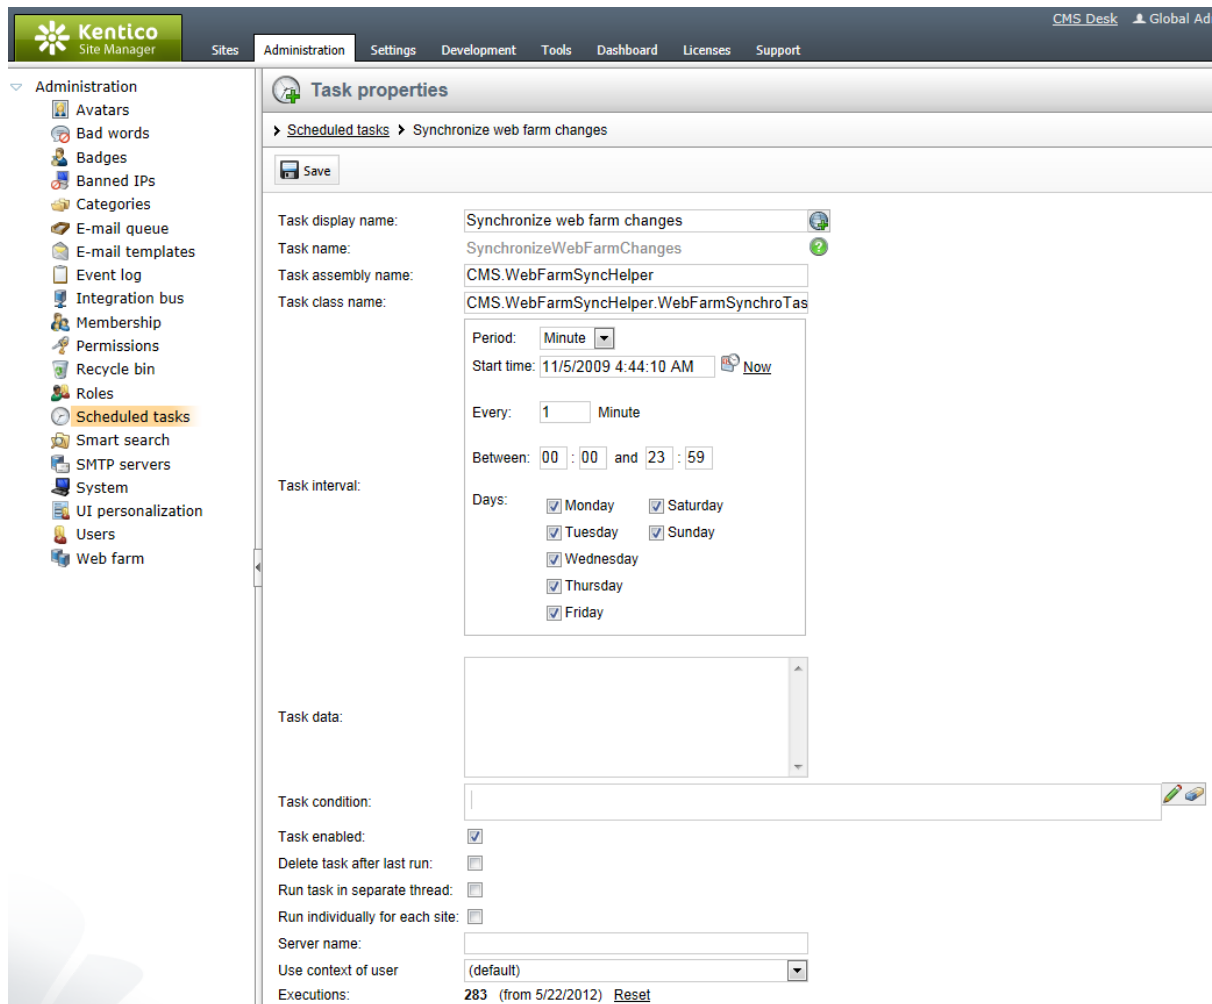 CMS Desk Global Ad
Kentico
Site Manager
Sites Administration Settings Development Tools Dashboard Licenses Support
Administration
Avatars
Bad words
Badges
Banned IPs
Categories
E-mail queue
E-mail templates
Event log
Integration bus
Membership
Permissions
Recycle bin
Roles
Scheduled tasks
Smart search
SMTP servers
System
UI personalization
Users
Web farm
Task properties
Scheduled tasks Synchronize web farm changes
Save
Task display name: Synchronize web farm changes
Task name: SynchronizeWebFarmChanges
Task assembly name: CMS.WebFarmSyncHelper
Task class name: CMS.WebFarmSyncHelper.WebFarmSynchroTas
Task interval:
Period: Minute
Start time: 11/5/2009 4:44:10 AM Now
Every: 1 Minute
Between: 00 : 00 and 23 : 59
Days: Monday Saturday
Tuesday Sunday
Wednesday
Thursday
Friday
Task data:
Task condition:
Task enabled:
Delete task after last run:
Run task in separate thread:
Run individually for each site:
Server name:
Use context of user (default)
Executions: 283 (from 5/22/2012) Reset